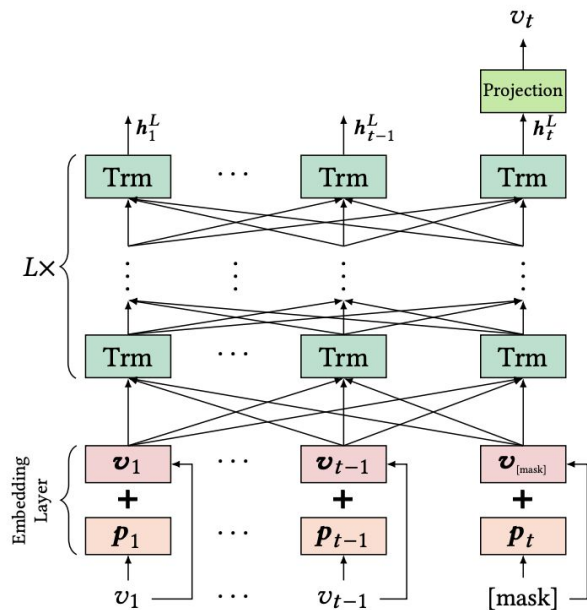 v_t
Projection
h_1^L h_{t-1}^L h_t^L
Trm ... Trm Trm
L×
Trm ... Trm Trm
Embedding
Layer
v_1 ... v_{t-1} v_{[mask]}
+ + +
p_1 ... p_{t-1} p_t
v_1 ... v_{t-1} [mask]